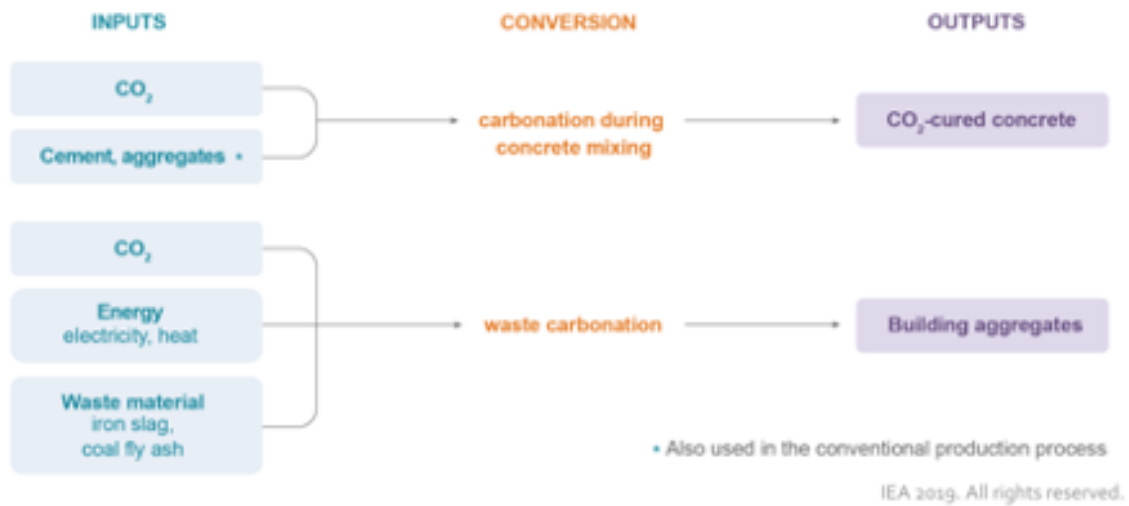 INPUTS CONVERSION OUTPUTS
CO₂
Cement, aggregates *
carbonation during
concrete mixing
CO₂-cured concrete
CO₂
Energy
electricity, heat
Waste material
iron slag,
coal fly ash
waste carbonation
Building aggregates
* Also used in the conventional production process
IEA 2019. All rights reserved.